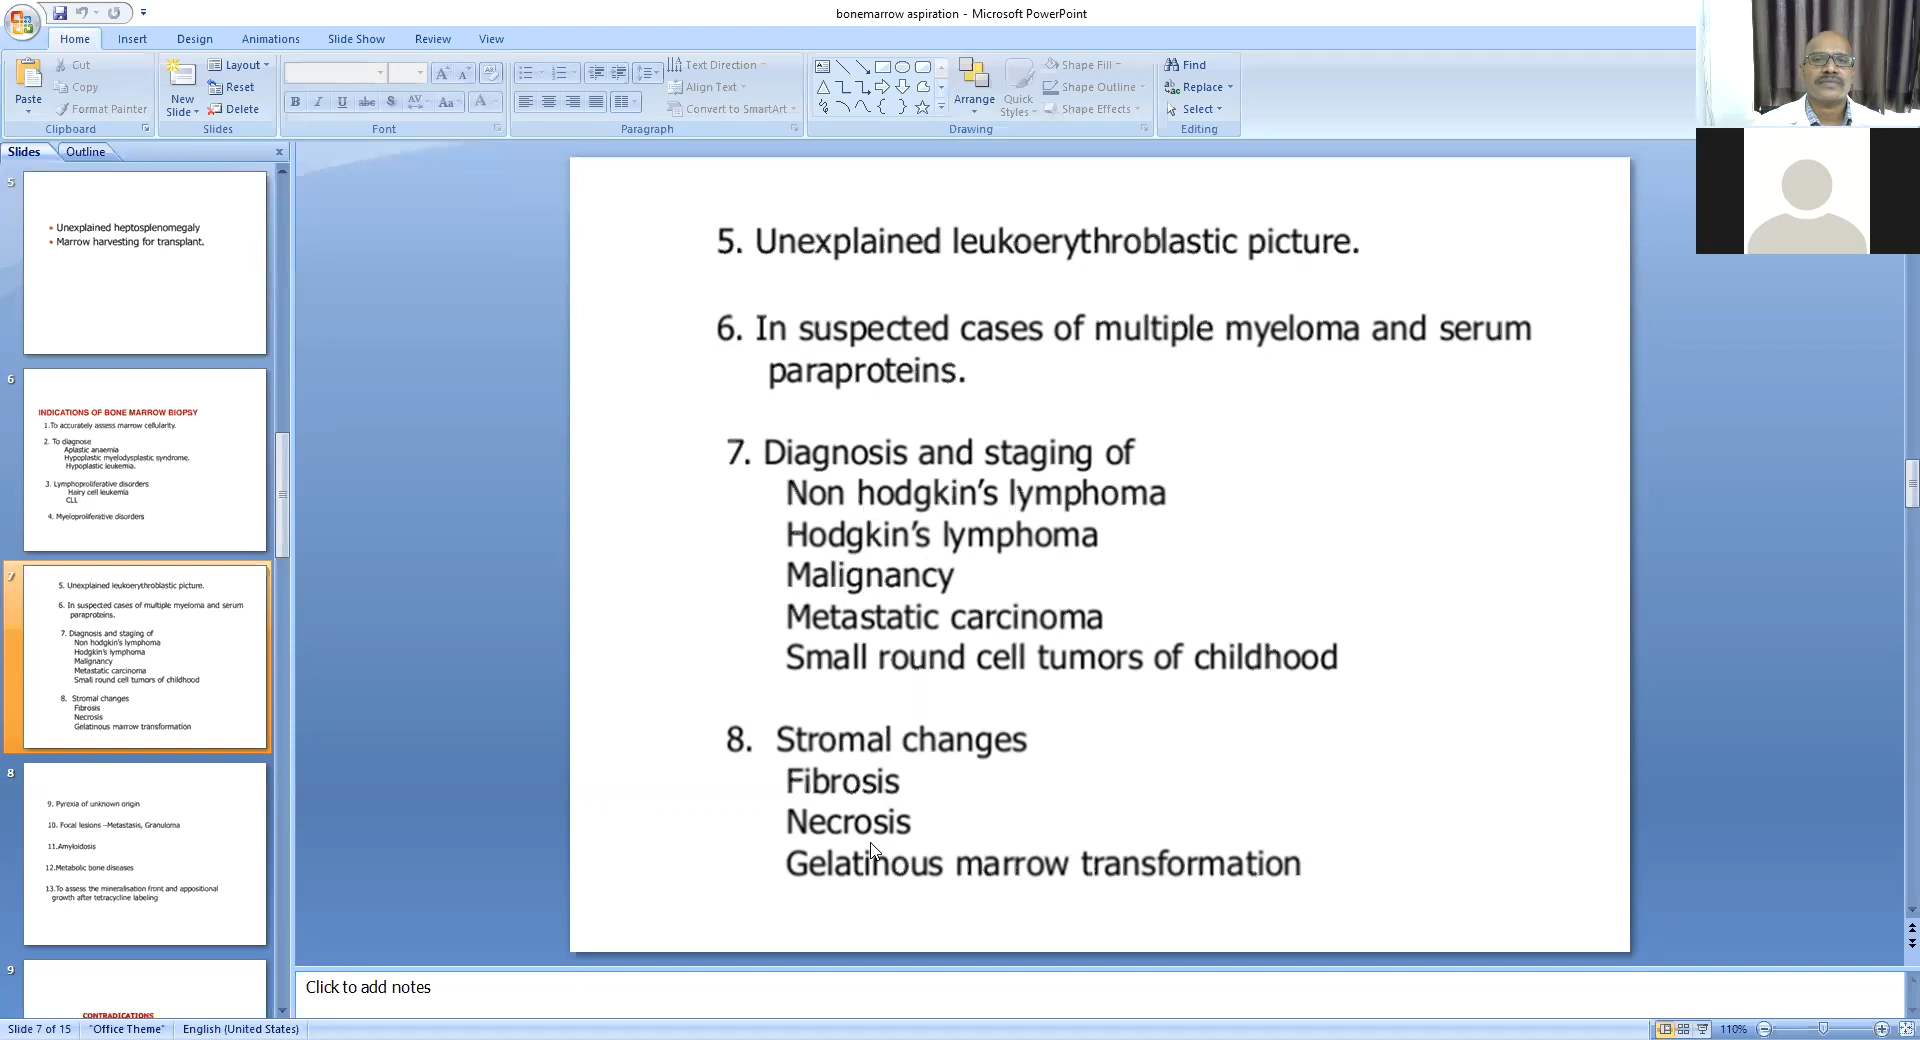 bonemarrow aspiration - Microsoft PowerPoint
Home Insert Design Animations Slide Show Review View
Paste
Cut
Copy
Format Painter
Clipboard
New Slide
Layout
Reset
Delete
Slides
B I U abc S AV Aa A
Font
Text Direction
Align Text
Convert to SmartArt
Paragraph
Arrange
Quick Styles
Shape Fill
Shape Outline
Shape Effects
Drawing
Find
Replace
Select
Editing
Slides Outline x
5
• Unexplained heptosplenomegaly
• Marrow harvesting for transplant.
6
INDICATIONS OF BONE MARROW BIOPSY
1.To accurately assess marrow cellularity.
2. To diagnose
Aplastic anaemia
Hypoplastic myelodysplastic syndrome.
Hypoplastic leukemia.
3. Lymphoproliferative disorders
Hairy cell leukemia
CLL
4. Myeloproliferative disorders
7
5. Unexplained leukoerythroblastic picture.
6. In suspected cases of multiple myeloma and serum
paraproteins.
7. Diagnosis and staging of
Non hodgkin's lymphoma
Hodgkin's lymphoma
Malignancy
Metastatic carcinoma
Small round cell tumors of childhood
8. Stromal changes
Fibrosis
Necrosis
Gelatinous marrow transformation
8
9. Pyrexia of unknown origin
10. Focal lesions –Metastasis, Granuloma
11.Amyloidosis
12.Metabolic bone diseases
13.To assess the mineralisation front and appositional
growth after tetracycline labeling
9
CONTRADICATIONS
5. Unexplained leukoerythroblastic picture.
6. In suspected cases of multiple myeloma and serum
paraproteins.
7. Diagnosis and staging of
Non hodgkin's lymphoma
Hodgkin's lymphoma
Malignancy
Metastatic carcinoma
Small round cell tumors of childhood
8. Stromal changes
Fibrosis
Necrosis
Gelatinous marrow transformation
Click to add notes
Slide 7 of 15 "Office Theme" English (United States) 110%